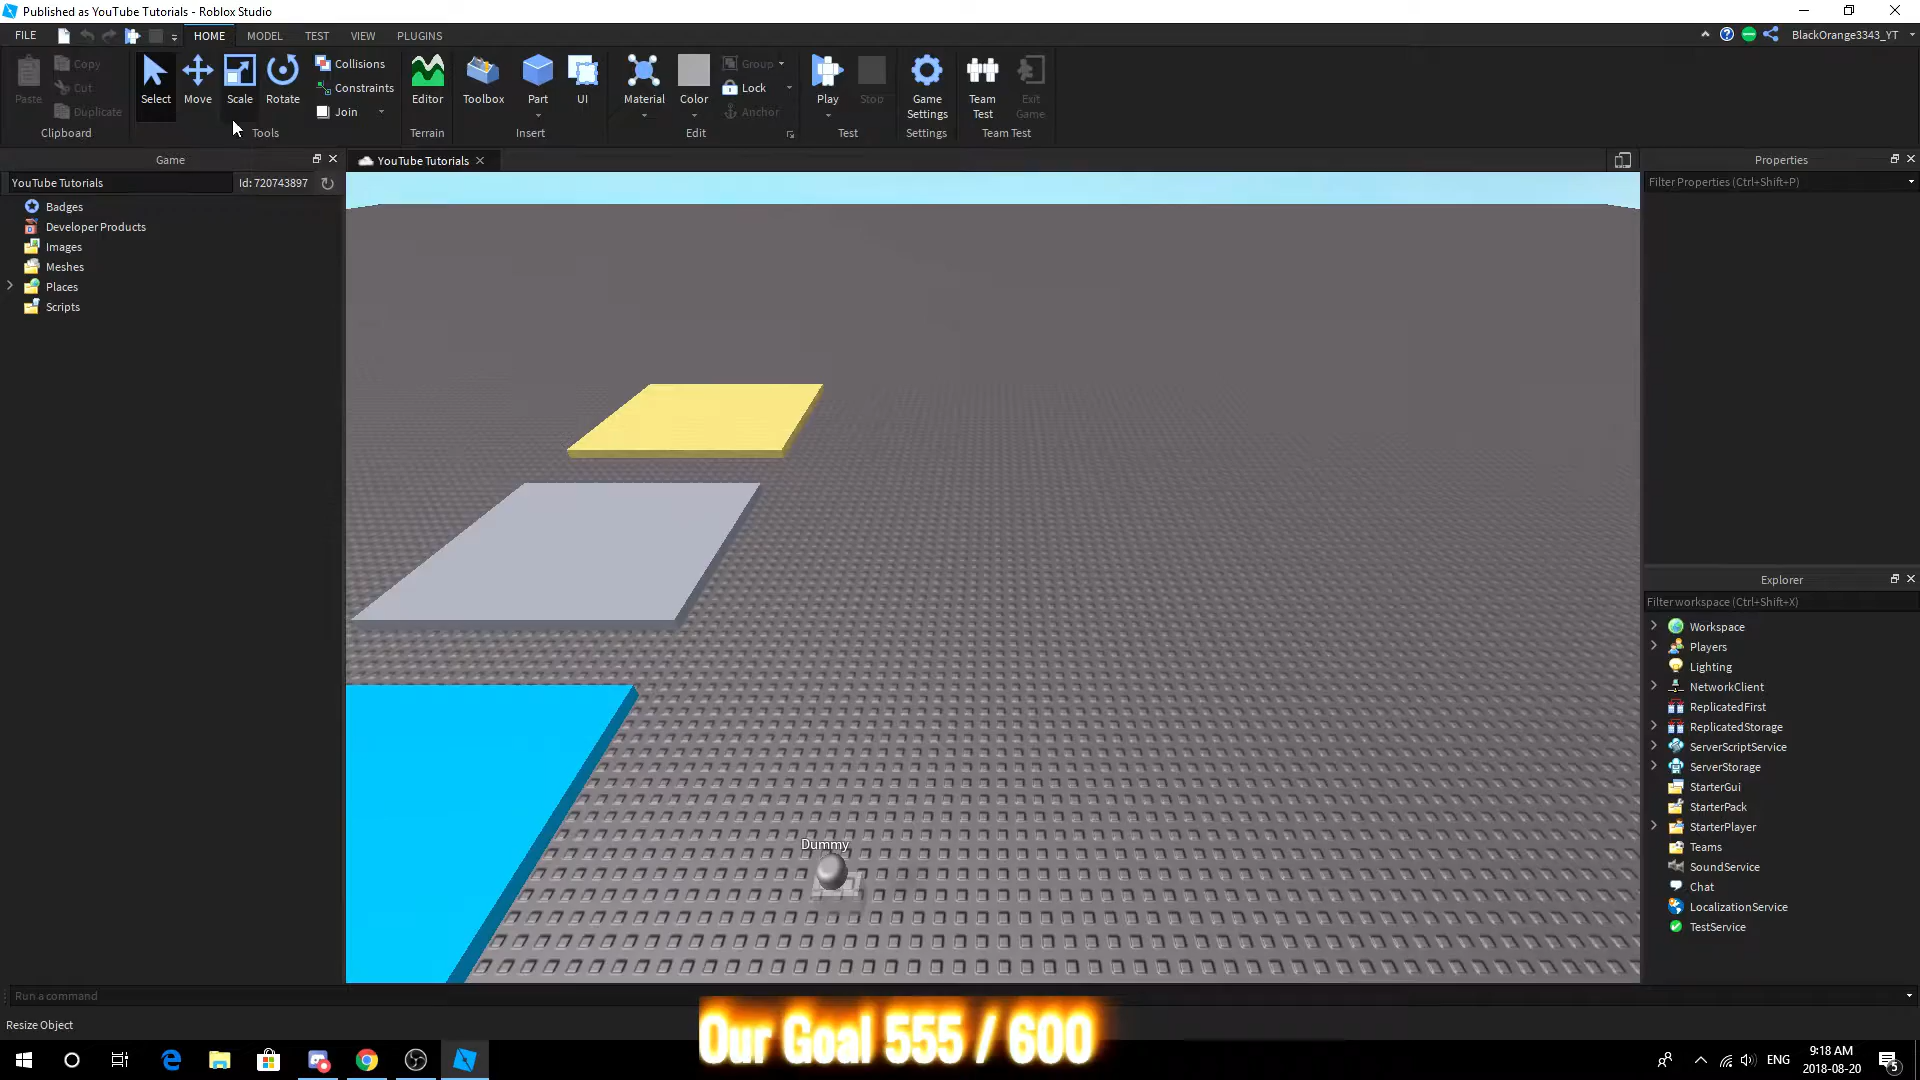 Published as YouTube Tutorials - Roblox Studio
FILE
HOME
MODEL
TEST
VIEW
PLUGINS
BlackOrange3343_YT
Paste
Copy
Cut
Duplicate
Clipboard
Select
Move
Scale
Rotate
Collisions
Constraints
Join
Tools
Editor
Terrain
Toolbox
Part
UI
Insert
Material
Color
Group
Lock
Anchor
Edit
Play
Stop
Test
Game
Settings
Settings
Team
Test
Exit
Game
Team Test
Game
YouTube Tutorials
Id: 720743897
Badges
Developer Products
Images
Meshes
Places
Scripts
YouTube Tutorials
Dummy
Properties
Filter Properties (Ctrl+Shift+P)
Explorer
Filter workspace (Ctrl+Shift+X)
Workspace
Players
Lighting
NetworkClient
ReplicatedFirst
ReplicatedStorage
ServerScriptService
ServerStorage
StarterGui
StarterPack
StarterPlayer
Teams
SoundService
Chat
LocalizationService
TestService
Run a command
Resize Object
Our Goal 555 / 600
ENG
9:18 AM
2018-08-20
5